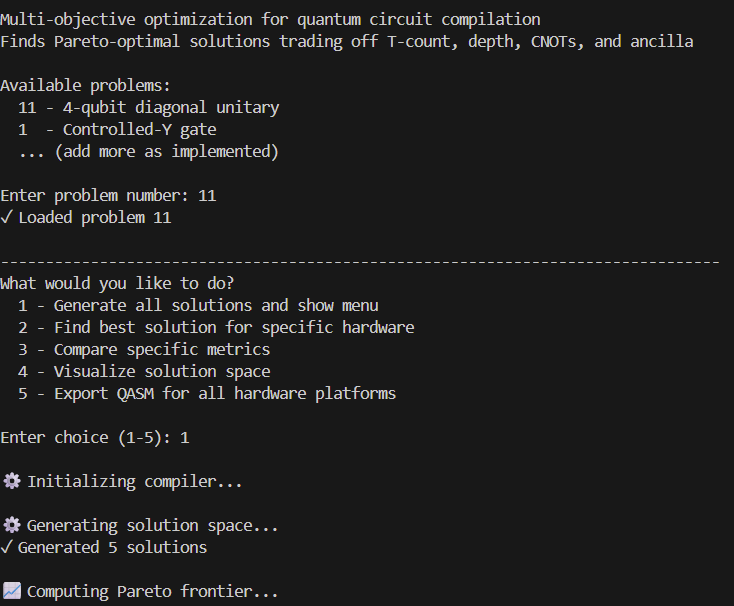 Multi-objective optimization for quantum circuit compilation
Finds Pareto-optimal solutions trading off T-count, depth, CNOTs, and ancilla
Available problems:
11 - 4-qubit diagonal unitary
1  - Controlled-Y gate
... (add more as implemented)
Enter problem number: 11
✓ Loaded problem 11
--------------------------------------------------------------------------------
What would you like to do?
1 - Generate all solutions and show menu
2 - Find best solution for specific hardware
3 - Compare specific metrics
4 - Visualize solution space
5 - Export QASM for all hardware platforms
Enter choice (1-5): 1
⚙ Initializing compiler...
⚙ Generating solution space...
✓ Generated 5 solutions
📈 Computing Pareto frontier...